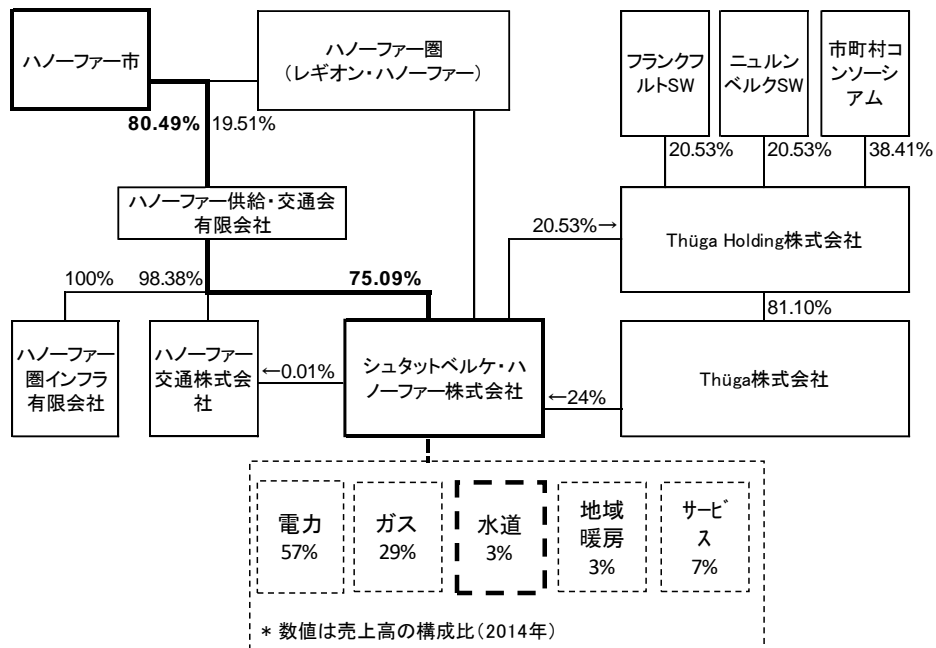 ハノーファー市
ハノーファー圏
(レギオン・ハノーファー)
フランクフ
ルトSW
ニュルン
ベルクSW
市町村コ
ンソーシ
アム
80.49%
19.51%
20.53%
20.53%
38.41%
ハノーファー供給・交通会
有限会社
20.53%→
Thüga Holding株式会社
100%
98.38%
75.09%
81.10%
ハノーファー
圏インフラ
有限会社
ハノーファー
交通株式会
社
←0.01%
シュタットベルケ・ハ
ノーファー株式会社
←24%
Thüga株式会社
電力
57%
ガス
29%
水道
3%
地域
暖房
3%
サービ
ス
7%
* 数値は売上高の構成比(2014年)